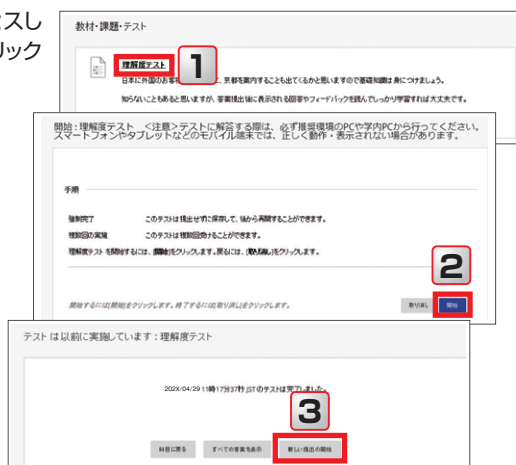 スし
リック
教材・課題・テスト
理解度テスト
1
日本に外国のお客 、京都を案内することも出てくるかと思いますので基礎知識は身につけましょう。
知らないこともあると思いますが、答案提出後に表示される回答やフィードバックを読んでしっかり学習すれば大丈夫です。
開始:理解度テスト <注意>テストに解答する際は、必ず推奨環境のPCや学内PCから行ってください。
スマートフォンやタブレットなどのモバイル端末では、正しく動作・表示されない場合があります。
手順
強制完了 このテストは提出せずに保存して、後から再開することができます。
複数回の実施 このテストは複数回受けることができます。
理解度テスト を開始するには、[開始]をクリックします。戻るには、[取り消し]をクリックします。
2
開始するには[開始]をクリックします。終了するには[取り消し]をクリックします。
取り消し 開始
テスト は以前に実施しています:理解度テスト
202X/04/29 11時17分37秒 JST のテストは完了しました。
3
科目に戻る すべての答案を表示 新しい提出の開始